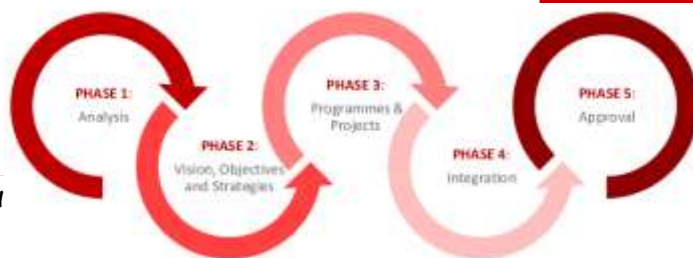 PHASE 1:
Analysis
PHASE 2:
Vision, Objectives
and Strategies
PHASE 3:
Programmes &
Projects
PHASE 4:
Integration
PHASE 5:
Approval